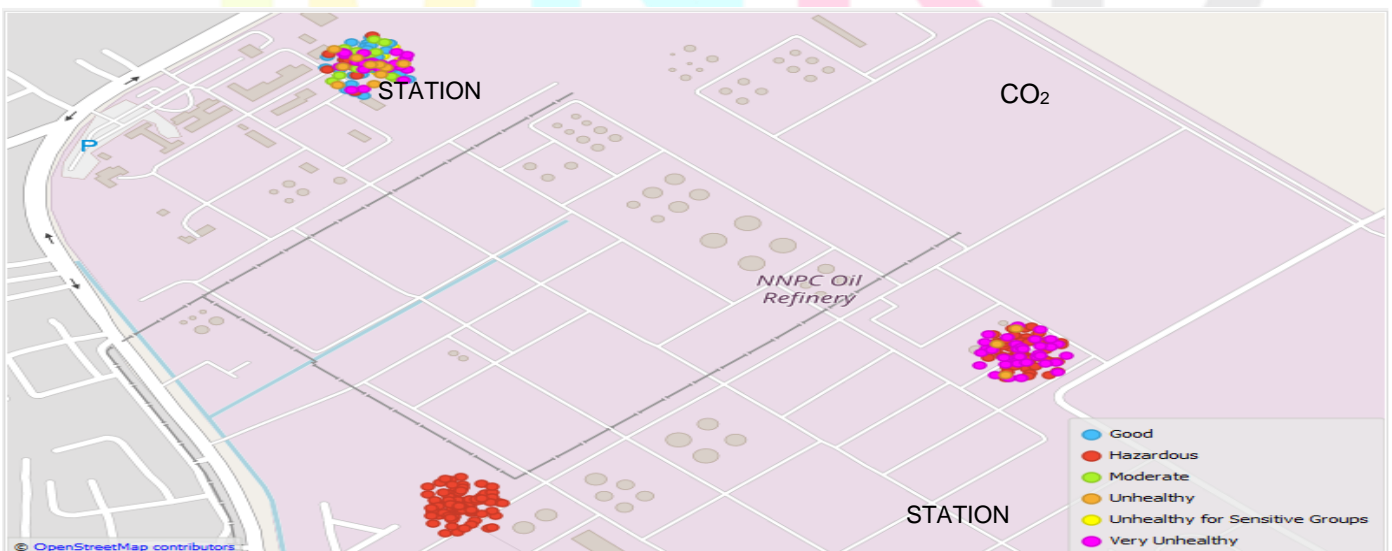 STATION
CO₂
P
NNPC Oil
Refinery
Good
Hazardous
Moderate
Unhealthy
Unhealthy for Sensitive Groups
Very Unhealthy
STATION
© OpenStreetMap contributors